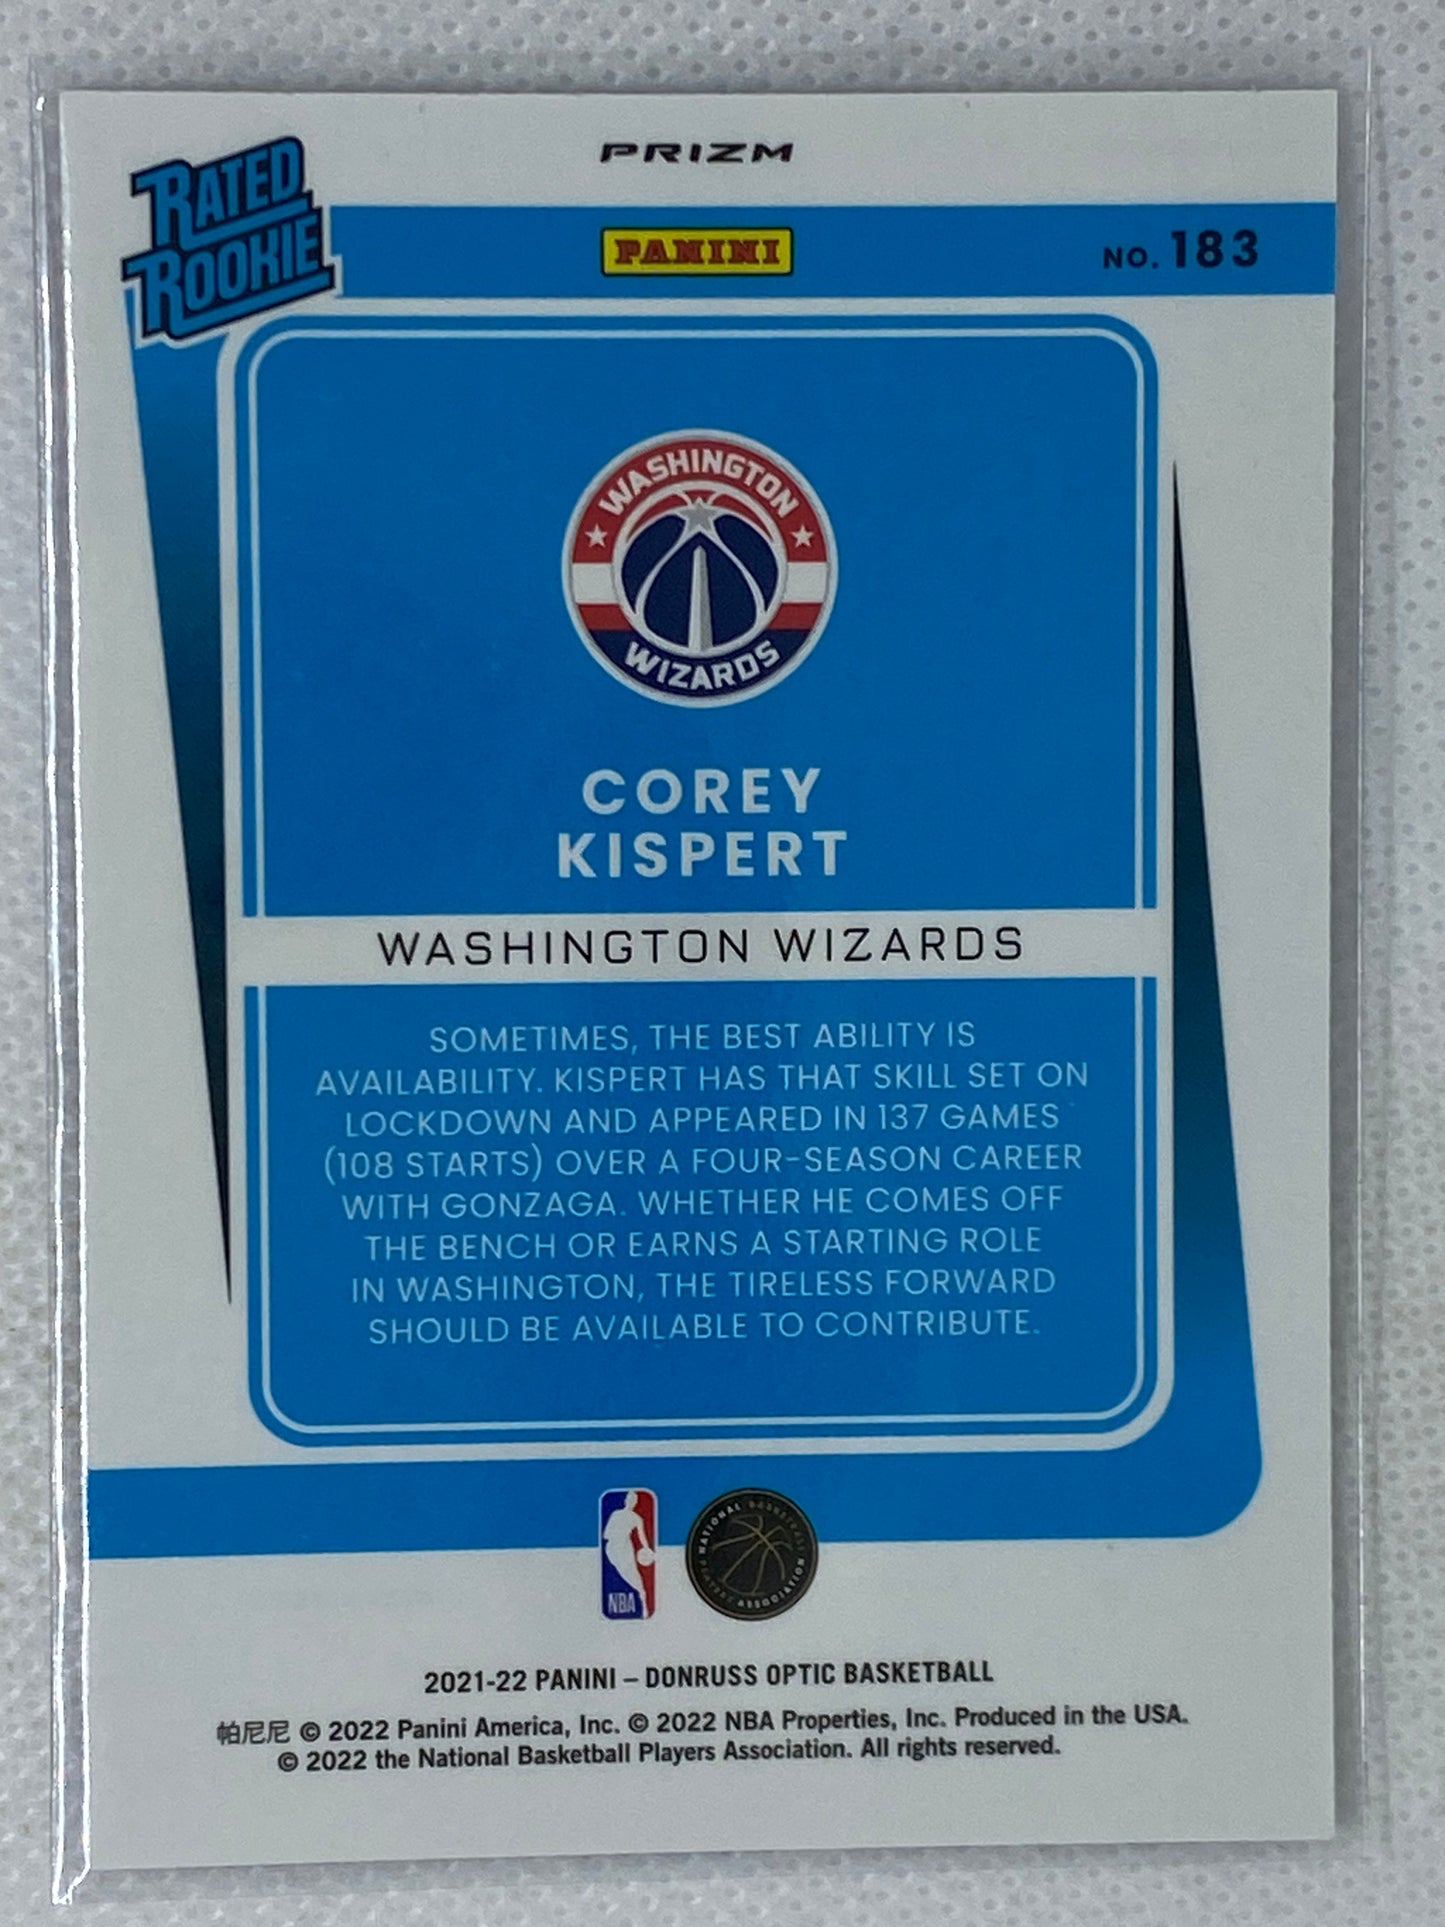 PRIZM
RATED
ROOKIE
PANINI
NO. 183
WASHINGTON
WIZARDS
COREY
KISPERT
WASHINGTON WIZARDS
SOMETIMES, THE BEST ABILITY IS
AVAILABILITY. KISPERT HAS THAT SKILL SET ON
LOCKDOWN AND APPEARED IN 137 GAMES
(108 STARTS) OVER A FOUR-SEASON CAREER
WITH GONZAGA. WHETHER HE COMES OFF
THE BENCH OR EARNS A STARTING ROLE
IN WASHINGTON, THE TIRELESS FORWARD
SHOULD BE AVAILABLE TO CONTRIBUTE.
NBA
NATIONAL BASKETBALL
PLAYERS ASSOCIATION
2021-22 PANINI – DONRUSS OPTIC BASKETBALL
帕尼尼 © 2022 Panini America, Inc. © 2022 NBA Properties, Inc. Produced in the USA.
© 2022 the National Basketball Players Association. All rights reserved.